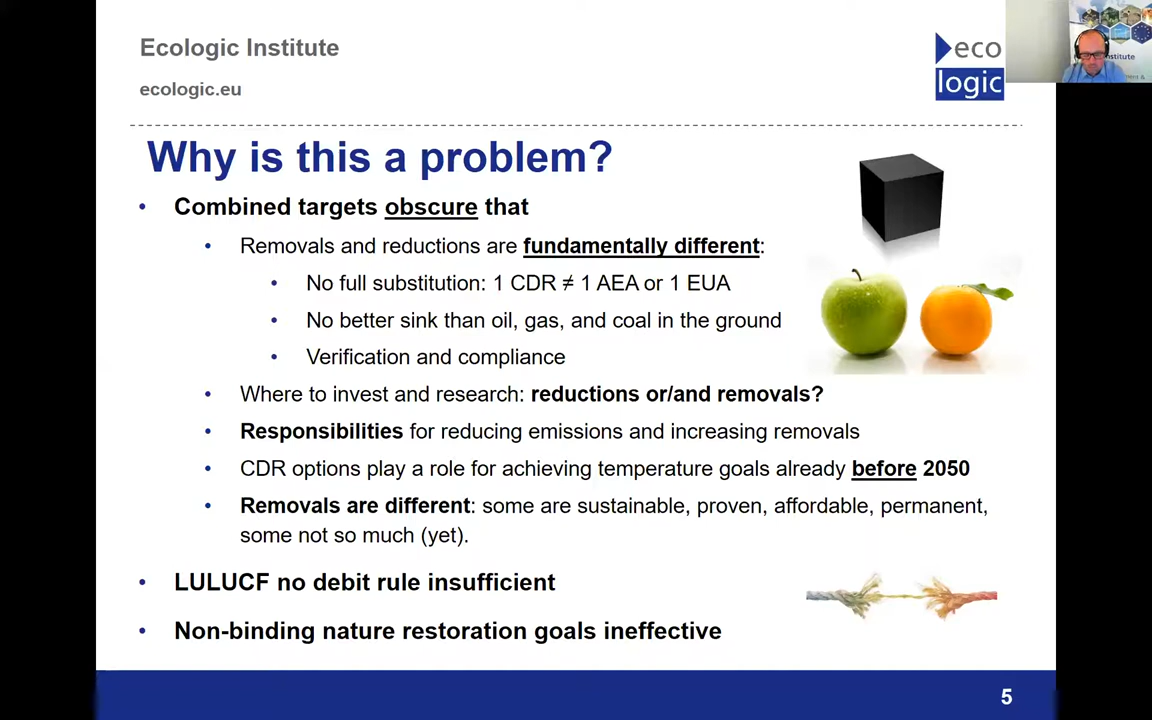 Ecologic Institute
ecologic.eu
eco
logic
Why is this a problem?
• Combined targets obscure that
• Removals and reductions are fundamentally different:
• No full substitution: 1 CDR ≠ 1 AEA or 1 EUA
• No better sink than oil, gas, and coal in the ground
• Verification and compliance
• Where to invest and research: reductions or/and removals?
• Responsibilities for reducing emissions and increasing removals
• CDR options play a role for achieving temperature goals already before 2050
• Removals are different: some are sustainable, proven, affordable, permanent,
some not so much (yet).
• LULUCF no debit rule insufficient
• Non-binding nature restoration goals ineffective
5